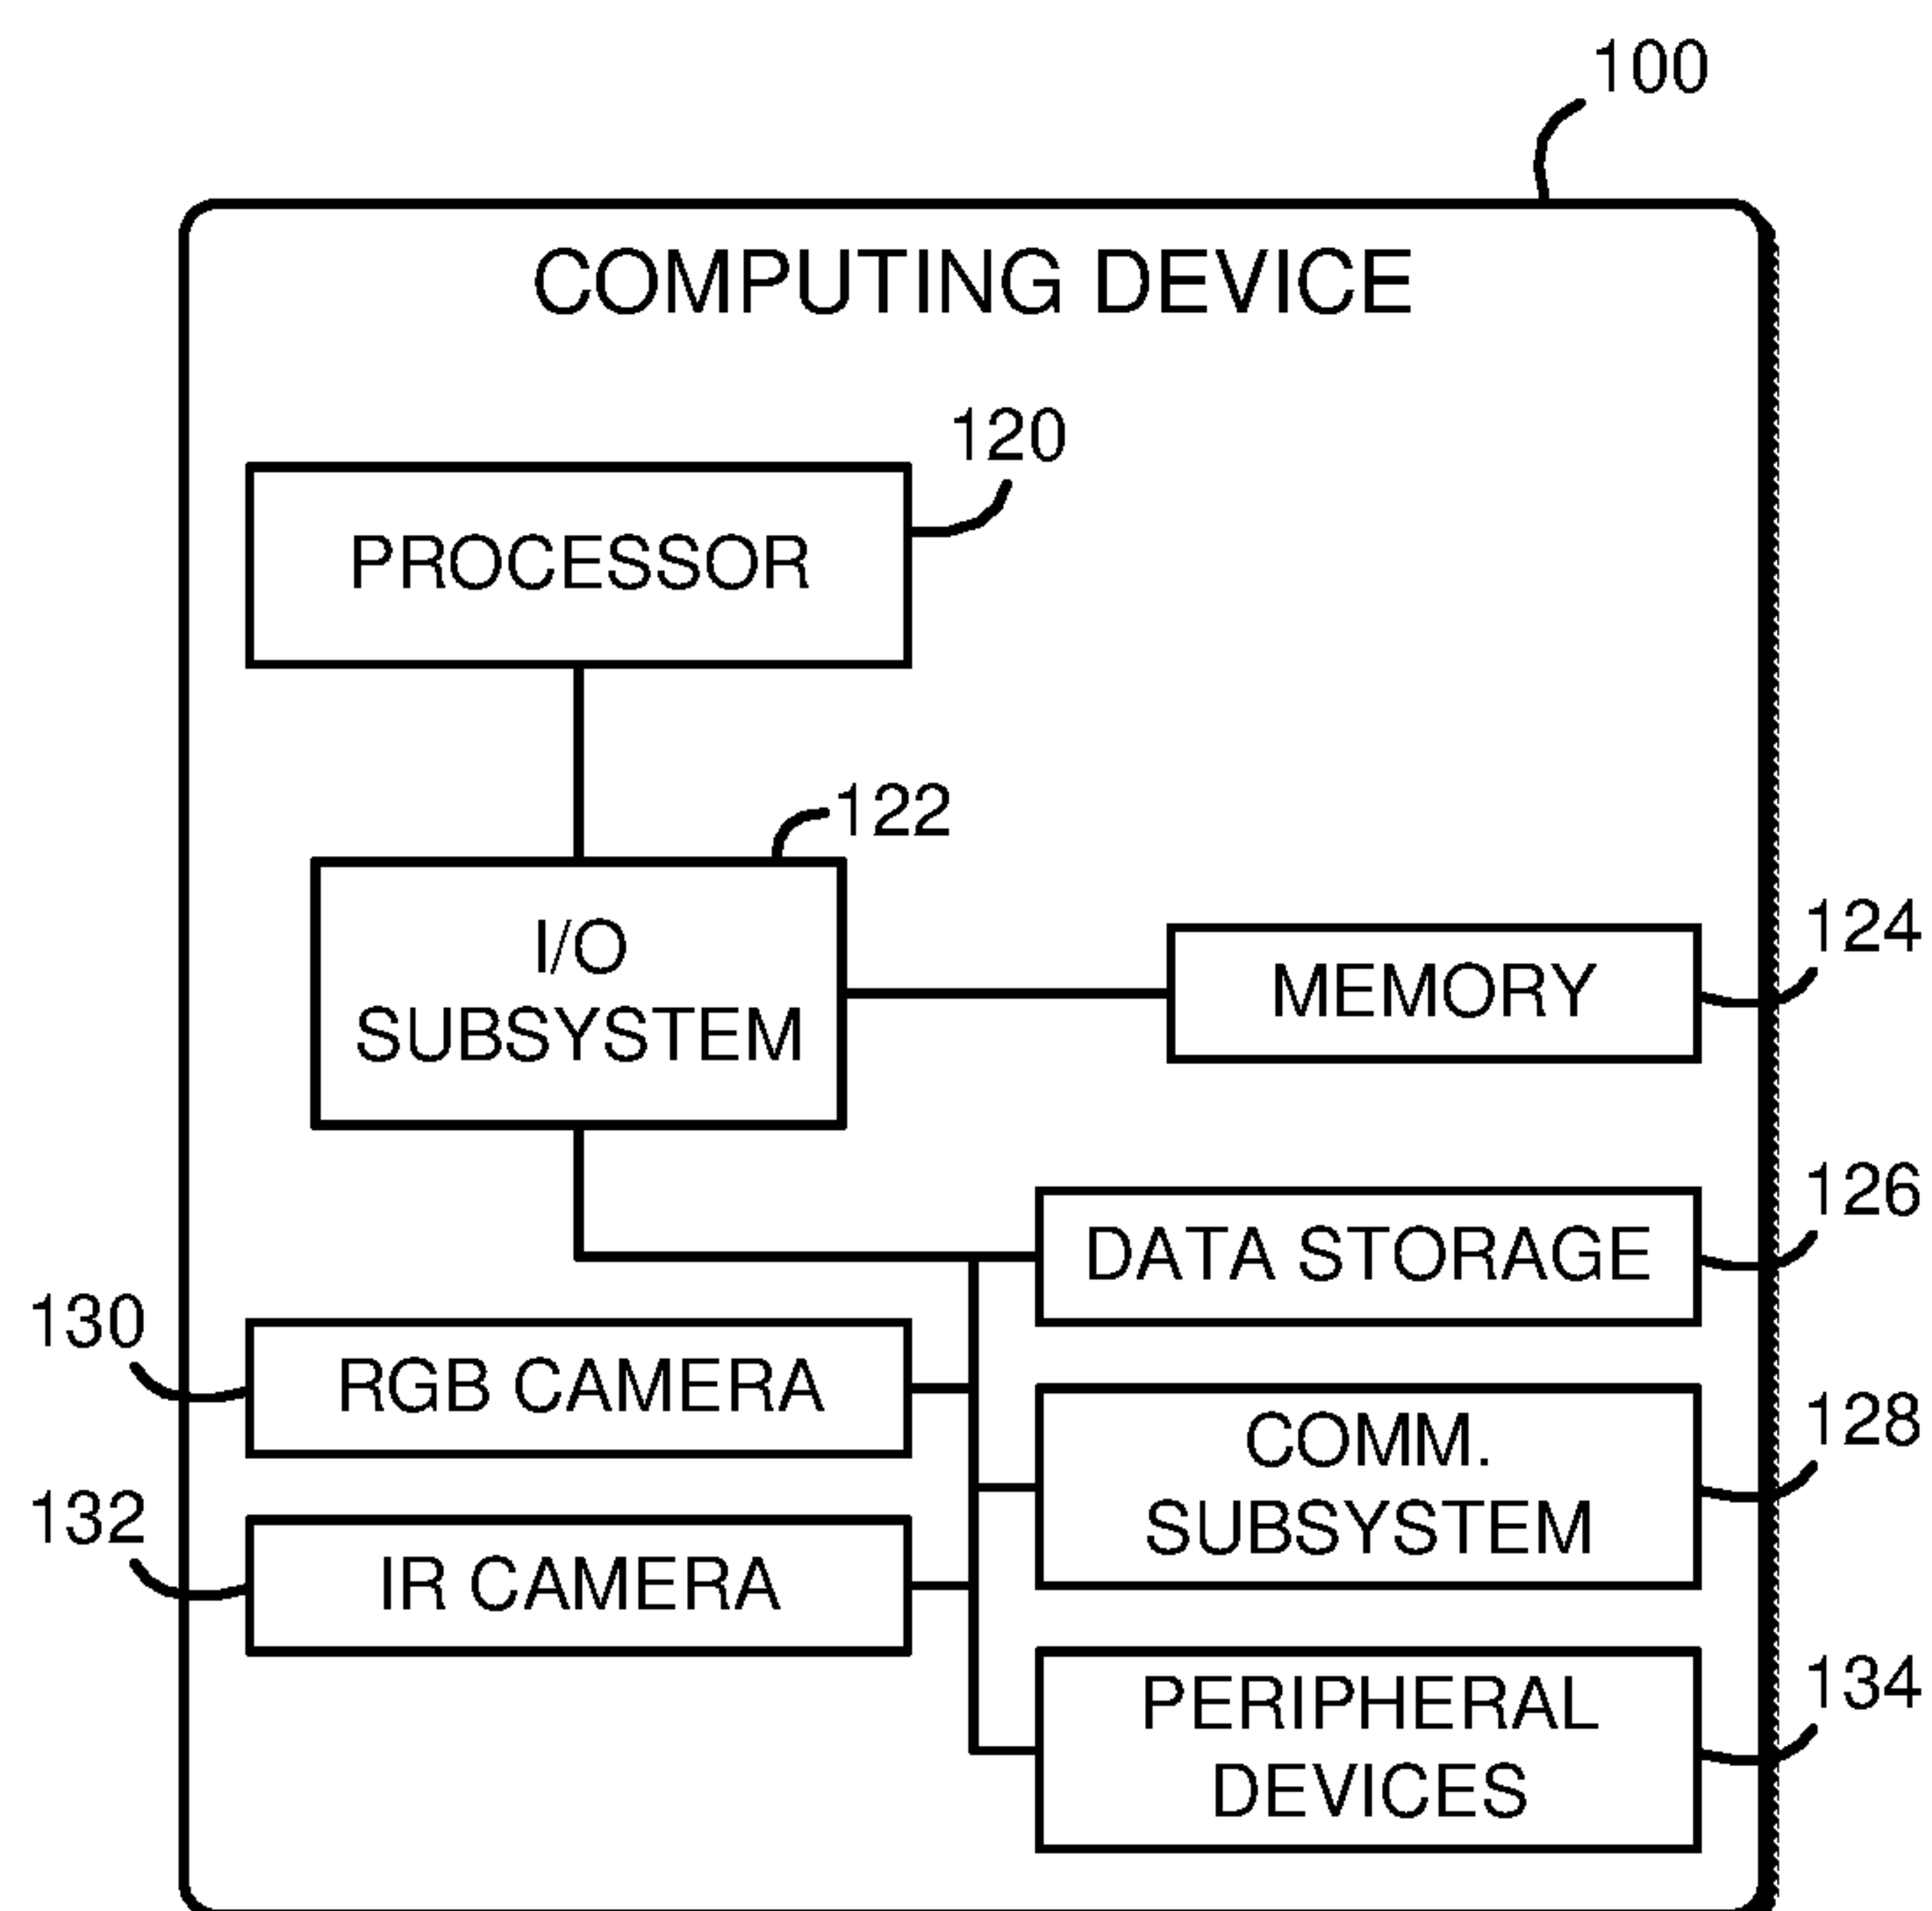 100
COMPUTING DEVICE
120
PROCESSOR
122
I/O
SUBSYSTEM
MEMORY
124
DATA STORAGE
126
130
RGB CAMERA
COMM.
SUBSYSTEM
128
132
IR CAMERA
PERIPHERAL
DEVICES
134